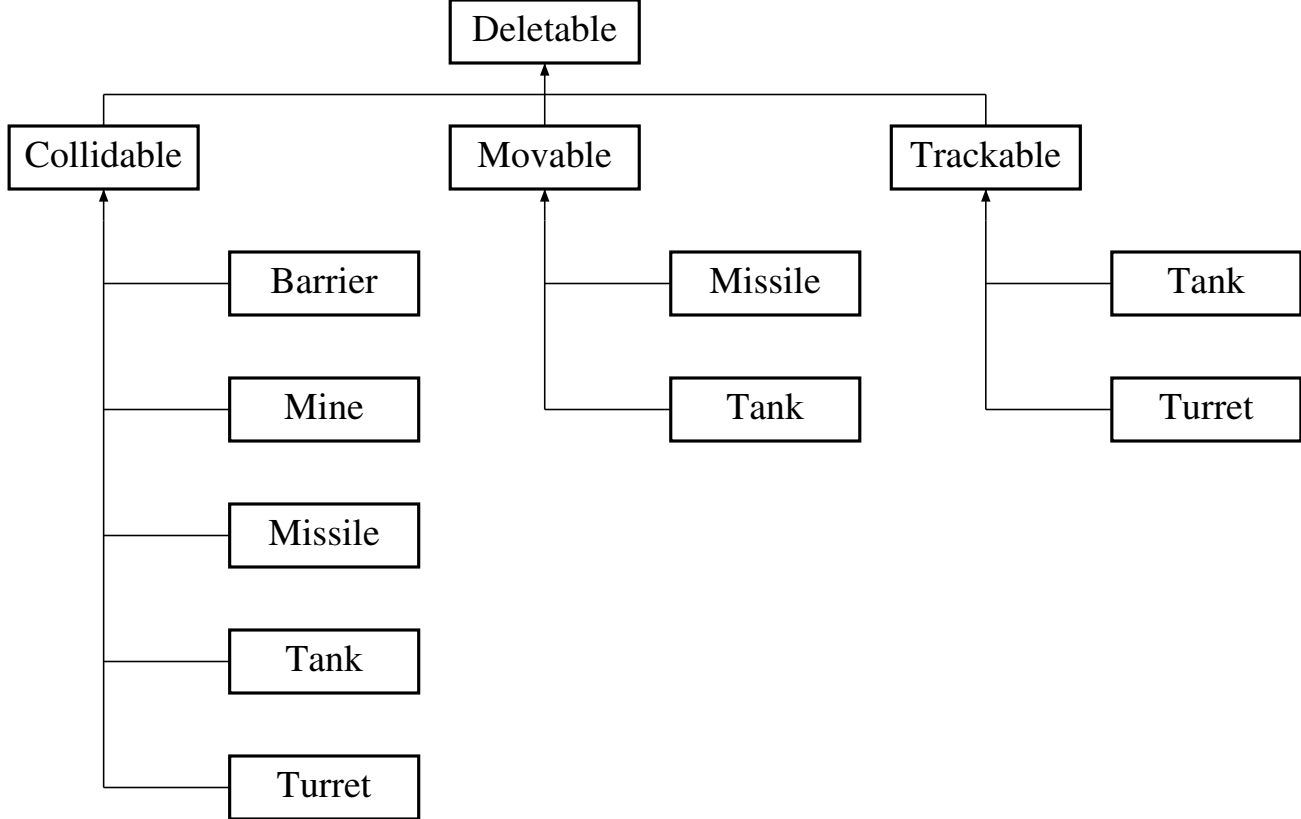 Deletable
Collidable
Movable
Trackable
Barrier
Missile
Tank
Mine
Tank
Turret
Missile
Tank
Turret